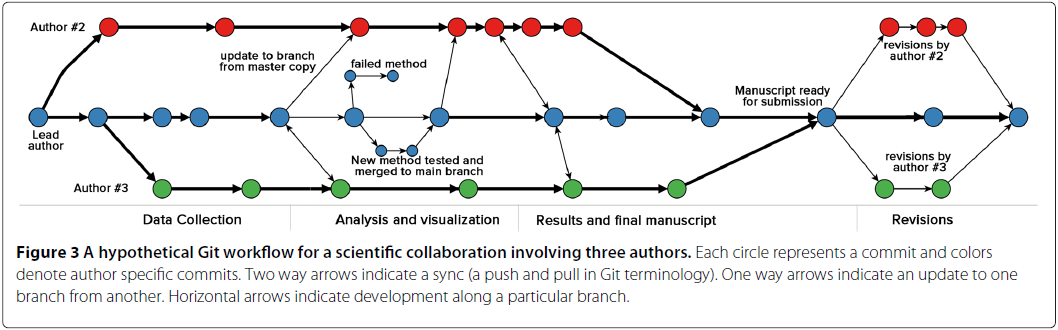 Author #2
update to branch
from master copy
failed method
revisions by
author #2
Manuscript ready
for submission
Lead
author
New method tested and
merged to main branch
revisions by
author #3
Author #3
Data Collection
Analysis and visualization
Results and final manuscript
Revisions
Figure 3 A hypothetical Git workflow for a scientific collaboration involving three authors. Each circle represents a commit and colors
denote author specific commits. Two way arrows indicate a sync (a push and pull in Git terminology). One way arrows indicate an update to one
branch from another. Horizontal arrows indicate development along a particular branch.